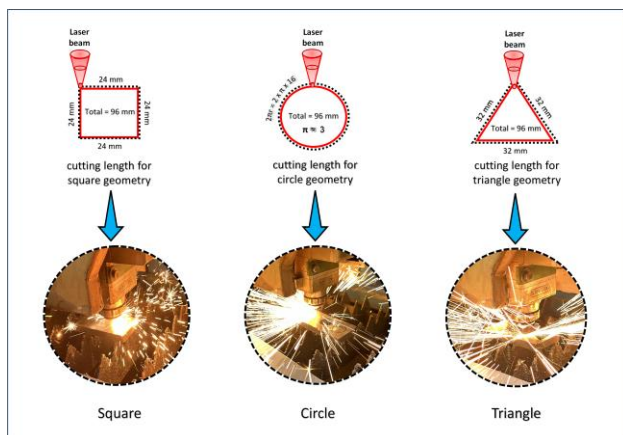 Laser
beam
24 mm
24 mm
Total = 96 mm
24 mm
24 mm
cutting length for
square geometry
Square
Laser
beam
2πr = 2 x π x 16
Total = 96 mm
π ≈ 3
cutting length for
circle geometry
Circle
Laser
beam
32 mm
32 mm
Total = 96 mm
32 mm
cutting length for
triangle geometry
Triangle